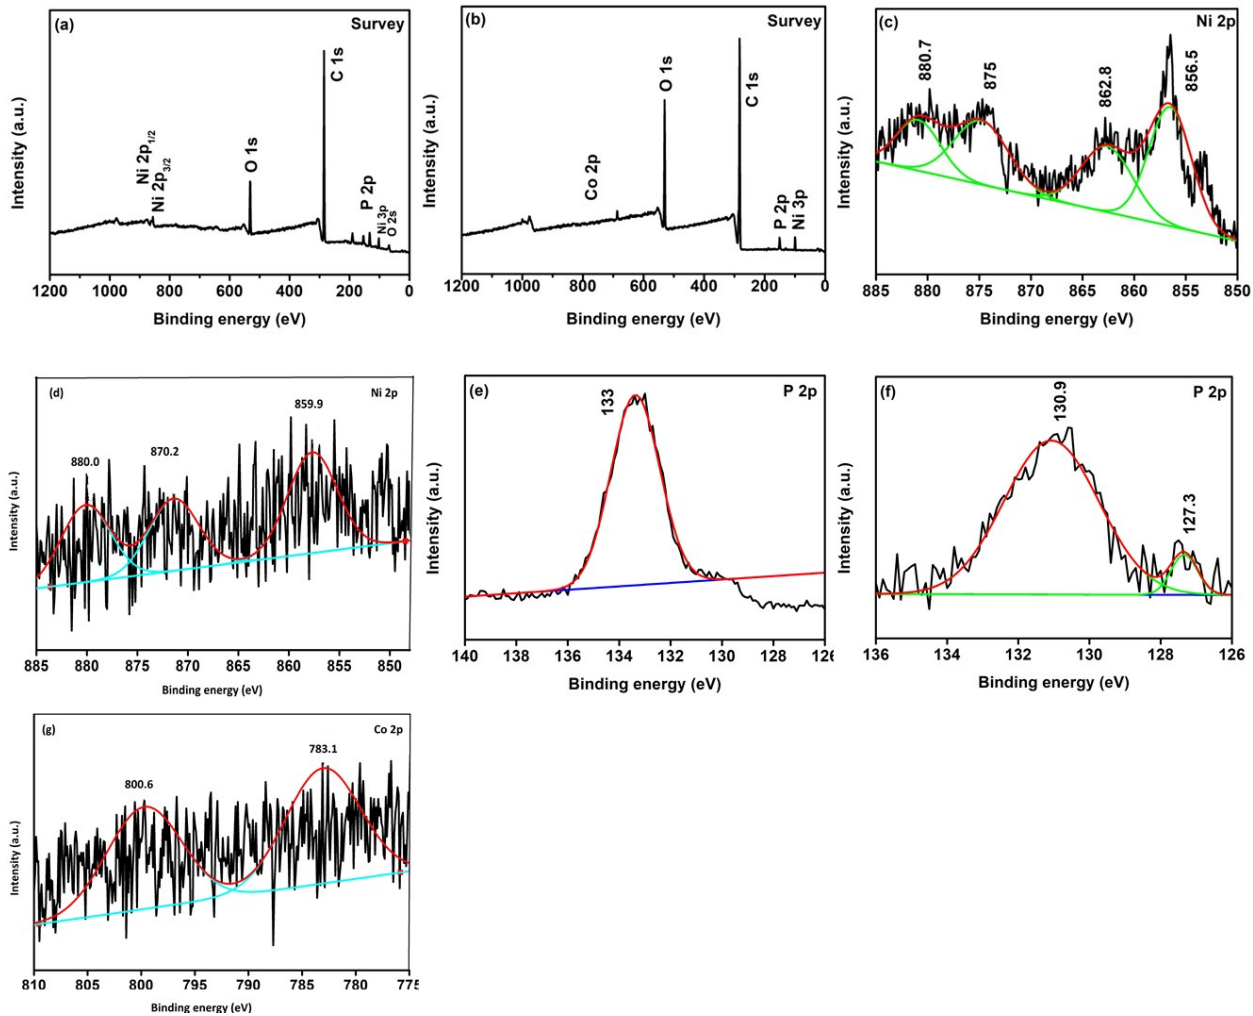 (a)
Survey
C 1s
O 1s
Ni 2p1/2
Ni 2p3/2
P 2p
Ni 3p
O 2s
Intensity (a.u.)
1200 1000 800 600 400 200 0
Binding energy (eV)
(b)
Survey
C 1s
O 1s
Co 2p
P 2p
Ni 3p
Intensity (a.u.)
1200 1000 800 600 400 200 0
Binding energy (eV)
(c)
Ni 2p
880.7
875
862.8
856.5
Intensity (a.u.)
885 880 875 870 865 860 855 850
Binding energy (eV)
(d)
Ni 2p
880.0
870.2
859.9
Intensity (a.u.)
885 880 875 870 865 860 855 850
Binding energy (eV)
(e)
P 2p
133
Intensity (a.u.)
140 138 136 134 132 130 128 126
Binding energy (eV)
(f)
P 2p
130.9
127.3
Intensity (a.u.)
136 134 132 130 128 126
Binding energy (eV)
(g)
Co 2p
800.6
783.1
Intensity (a.u.)
810 805 800 795 790 785 780 775
Binding energy (eV)